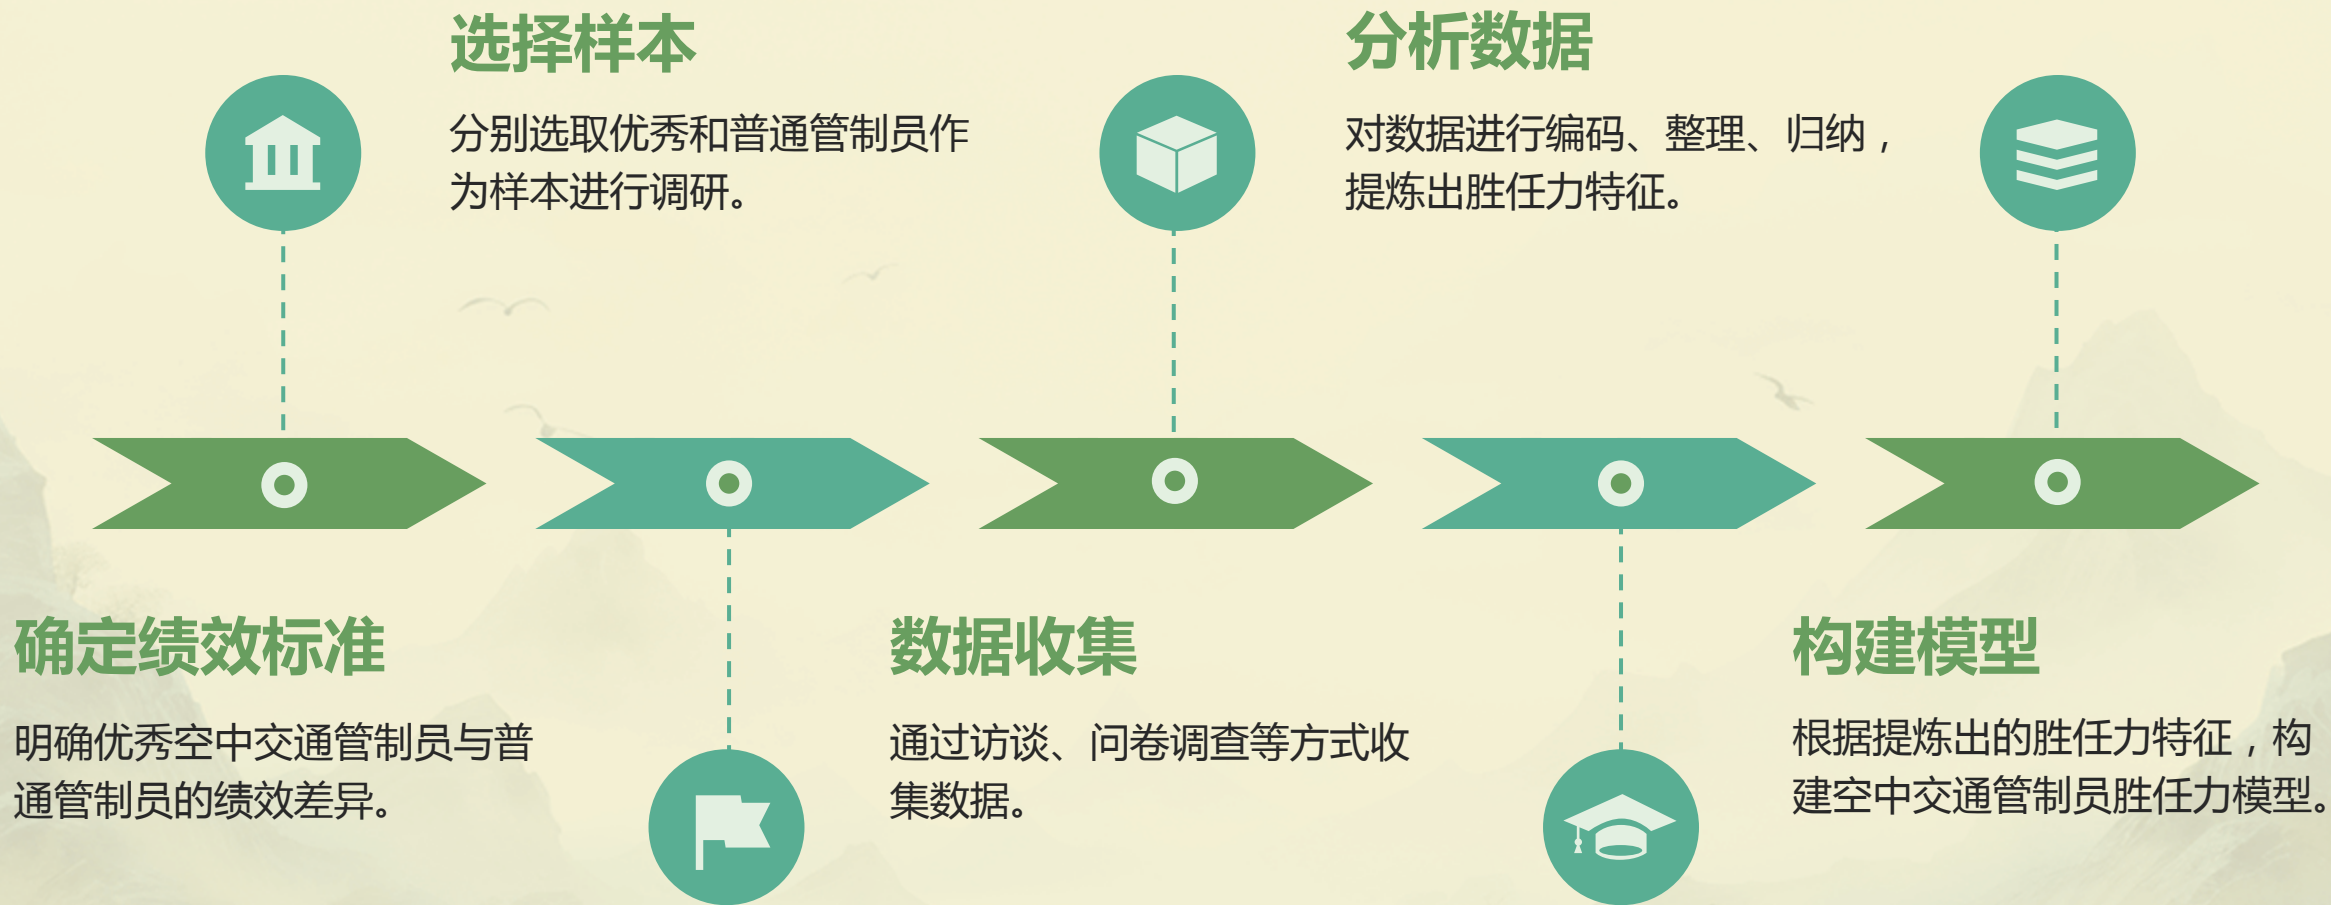 选择样本
分别选取优秀和普通管制员作
为样本进行调研。
分析数据
对数据进行编码、整理、归纳，
提炼出胜任力特征。
确定绩效标准
明确优秀空中交通管制员与普
通管制员的绩效差异。
数据收集
通过访谈、问卷调查等方式收
集数据。
构建模型
根据提炼出的胜任力特征，构
建空中交通管制员胜任力模型。